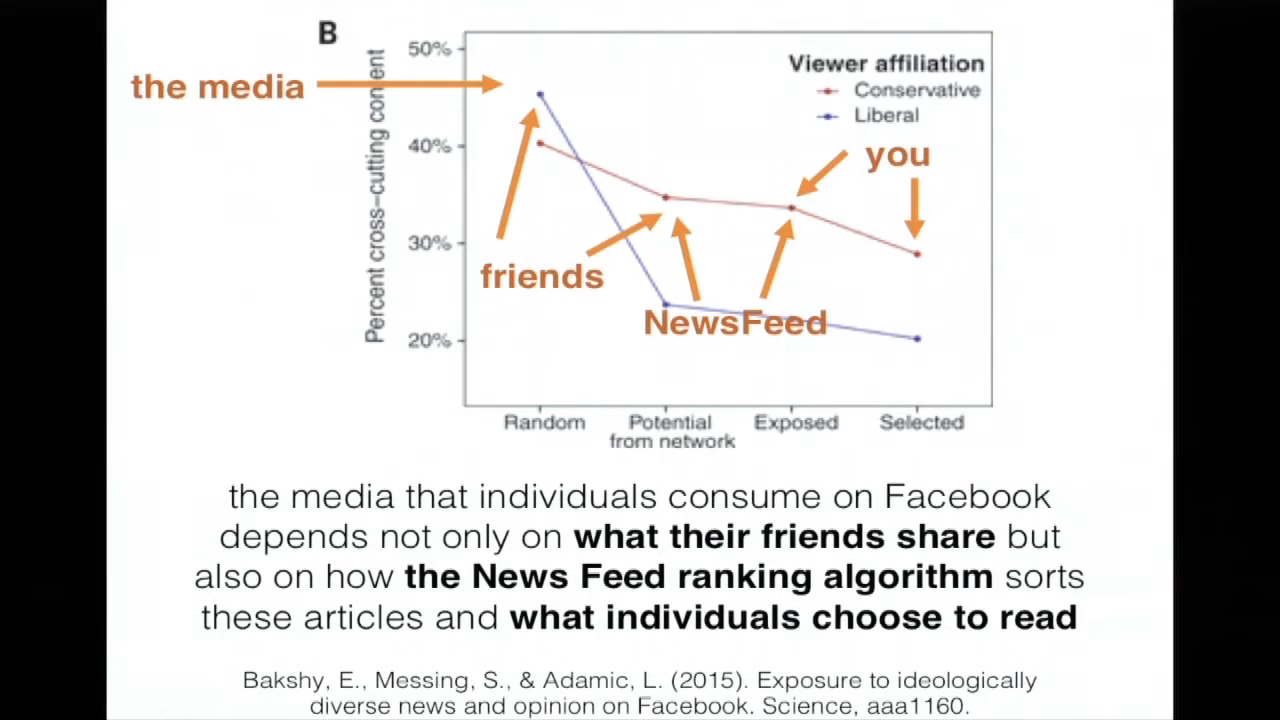 B
50%
40%
30%
20%
Percent cross-cutting content
the media
Viewer affiliation
Conservative
Liberal
you
friends
NewsFeed
Random
Potential
from network
Exposed
Selected
the media that individuals consume on Facebook
depends not only on what their friends share but
also on how the News Feed ranking algorithm sorts
these articles and what individuals choose to read
Bakshy, E., Messing, S., & Adamic, L. (2015). Exposure to ideologically
diverse news and opinion on Facebook. Science, aaa1160.